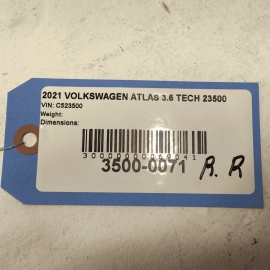 2021 VOLKSWAGEN ATLAS 3.6 TECH 23500
VIN: C523500
Weight:
Dimensions:
3500-0071
R. R